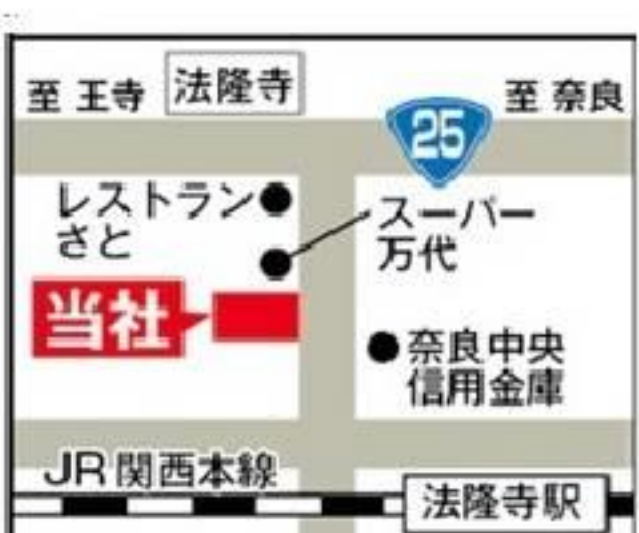 至 王寺
法隆寺
25
至 奈良
レストラン
さと
スーパー
万代
当社
奈良中央
信用金庫
JR関西本線
法隆寺駅